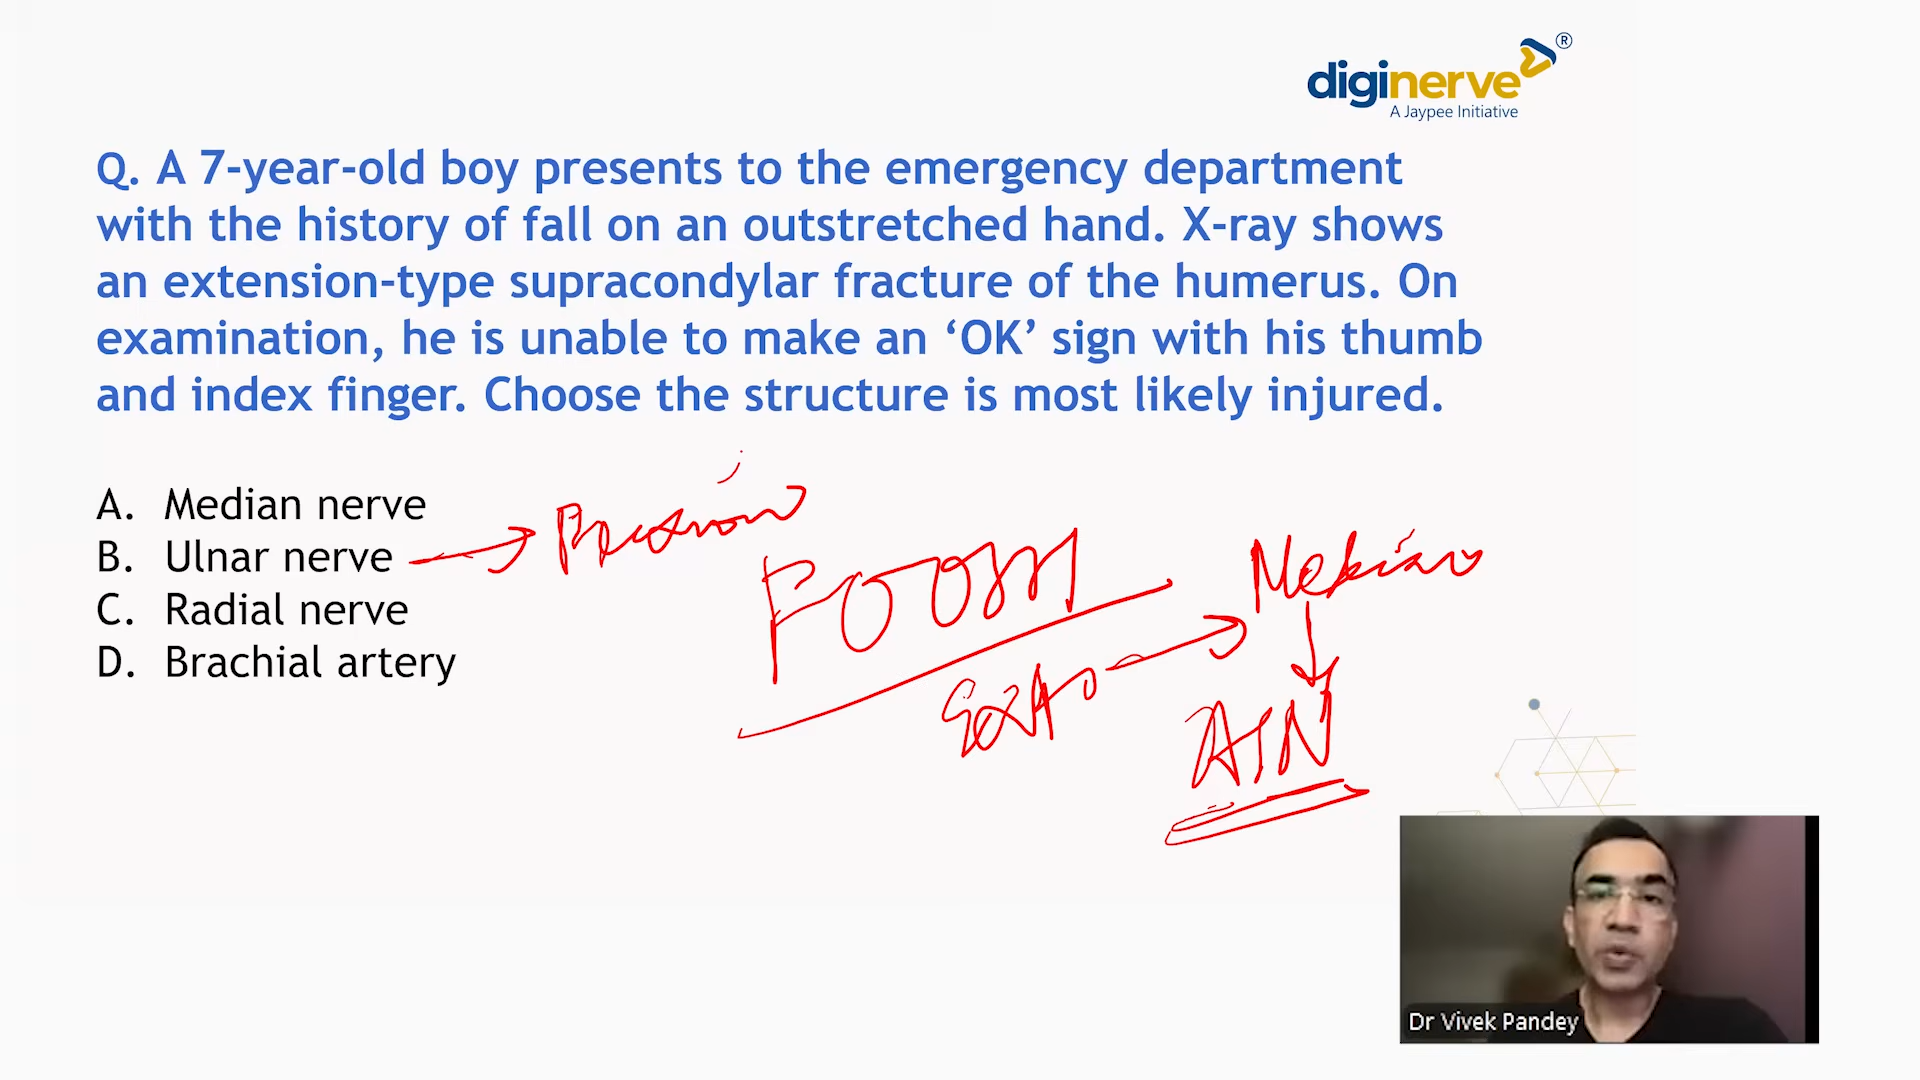 diginerve®
A Jaypee Initiative
Q. A 7-year-old boy presents to the emergency department
with the history of fall on an outstretched hand. X-ray shows
an extension-type supracondylar fracture of the humerus. On
examination, he is unable to make an ‘OK’ sign with his thumb
and index finger. Choose the structure is most likely injured.
A. Median nerve
B. Ulnar nerve
C. Radial nerve
D. Brachial artery
FOOSH
Median
AIN
Dr Vivek Pandey